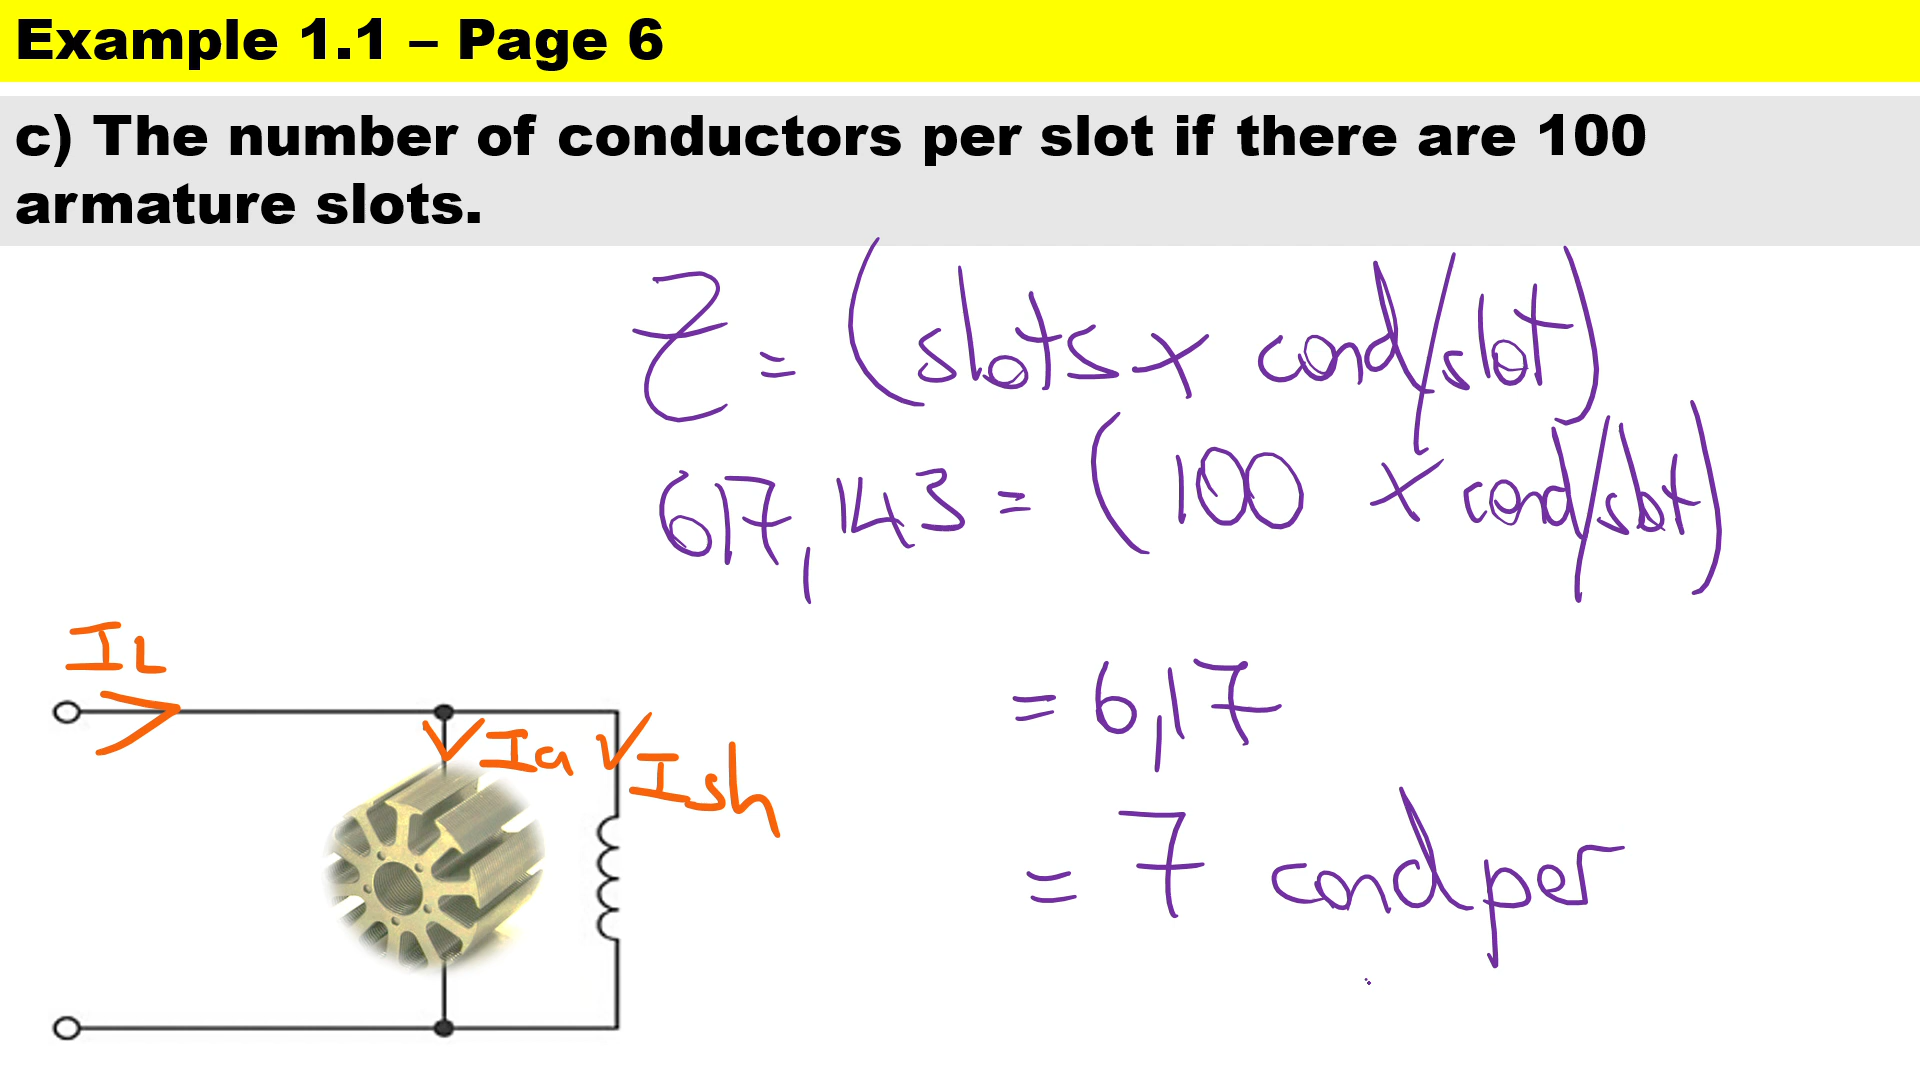 Example 1.1 – Page 6
c) The number of conductors per slot if there are 100
armature slots.
Z = (slots x cond/slot)
617,143 = (100 x cond/slot)
= 6,17
= 7 cond per
IL
Ia
Ish